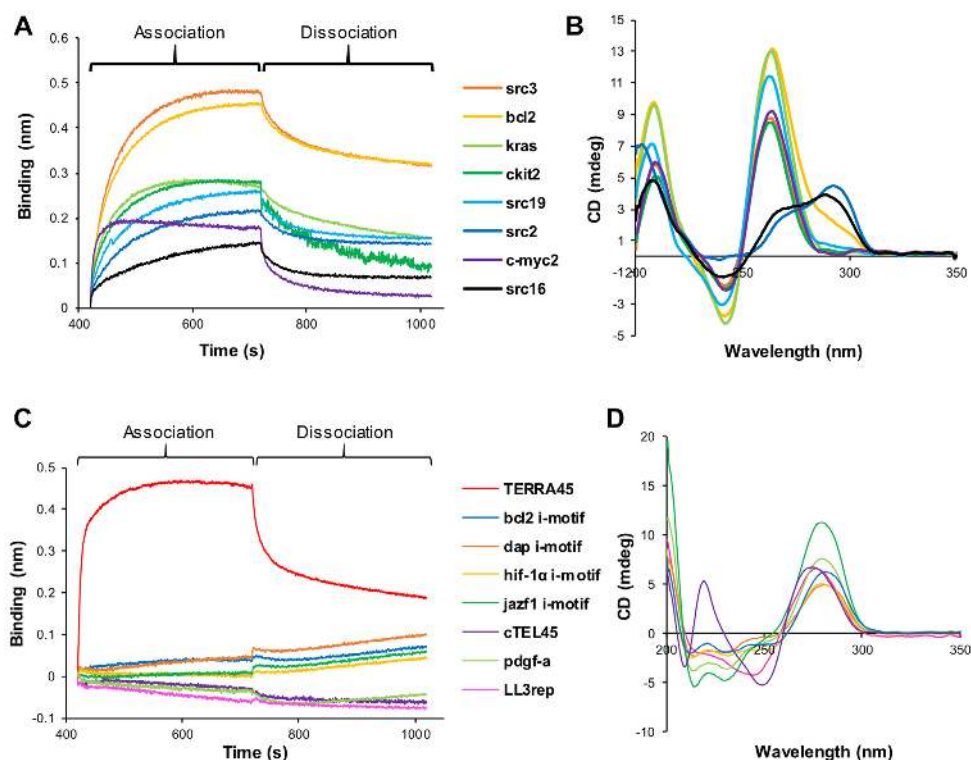 A
Association
Dissociation
0.6
0.5
0.4
0.3
0.2
0.1
0
Binding (nm)
400
600
800
1000
Time (s)
src3
bcl2
kras
ckit2
src19
src2
c-myc2
src16
B
15
13
11
9
7
5
3
1
-1
-3
-5
CD (mdeg)
200
250
300
350
Wavelength (nm)
C
Association
Dissociation
0.5
0.4
0.3
0.2
0.1
0
-0.1
Binding (nm)
400
600
800
1000
Time (s)
TERRA45
bcl2 i-motif
dap i-motif
hif-1α i-motif
jazf1 i-motif
cTEL45
pdgf-a
LL3rep
D
20
15
10
5
0
-5
-10
CD (mdeg)
200
250
300
350
Wavelength (nm)